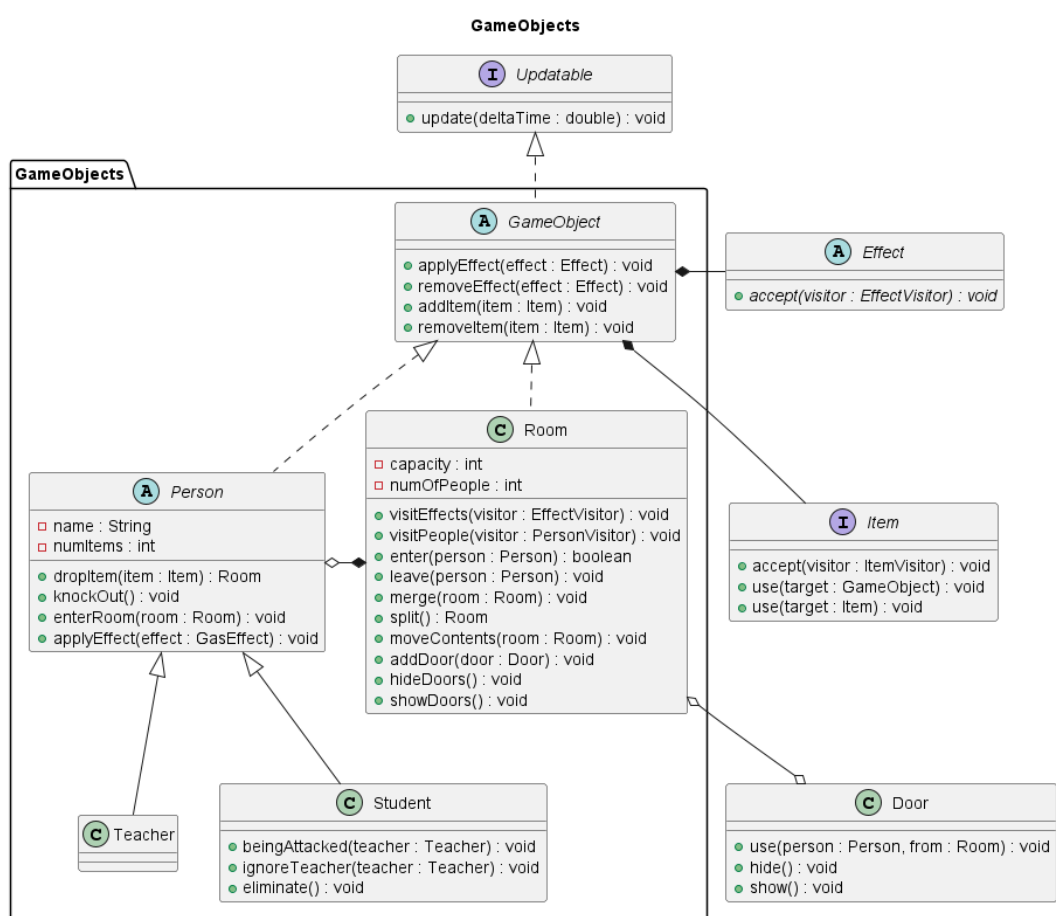 GameObjects
I Updatable
update(deltaTime : double) : void
GameObjects
A GameObject
applyEffect(effect : Effect) : void
removeEffect(effect : Effect) : void
addItem(item : Item) : void
removeItem(item : Item) : void
A Effect
accept(visitor : EffectVisitor) : void
A Person
name : String
numItems : int
dropItem(item : Item) : Room
knockOut() : void
enterRoom(room : Room) : void
applyEffect(effect : GasEffect) : void
C Room
capacity : int
numOfPeople : int
visitEffects(visitor : EffectVisitor) : void
visitPeople(visitor : PersonVisitor) : void
enter(person : Person) : boolean
leave(person : Person) : void
merge(room : Room) : void
split() : Room
moveContents(room : Room) : void
addDoor(door : Door) : void
hideDoors() : void
showDoors() : void
I Item
accept(visitor : ItemVisitor) : void
use(target : GameObject) : void
use(target : Item) : void
C Teacher
C Student
beingAttacked(teacher : Teacher) : void
ignoreTeacher(teacher : Teacher) : void
eliminate() : void
C Door
use(person : Person, from : Room) : void
hide() : void
show() : void